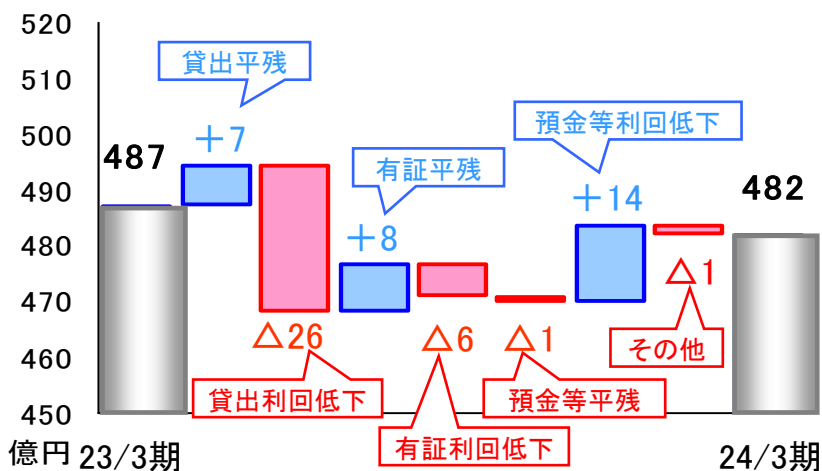 520
510
500
490
480
470
460
450
億円
487
貸出平残
+7
△26
貸出利回低下
有証平残
+8
△6
有証利回低下
△1
預金等平残
預金等利回低下
+14
△1
その他
482
23/3期
24/3期